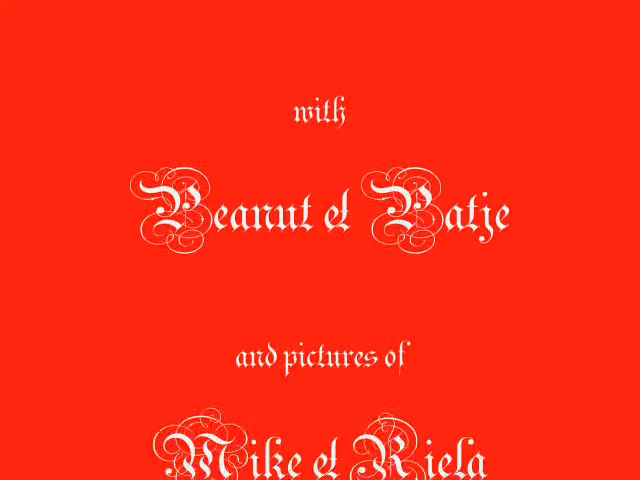 with
Peanut et Patje
and pictures of
Mike et Riela